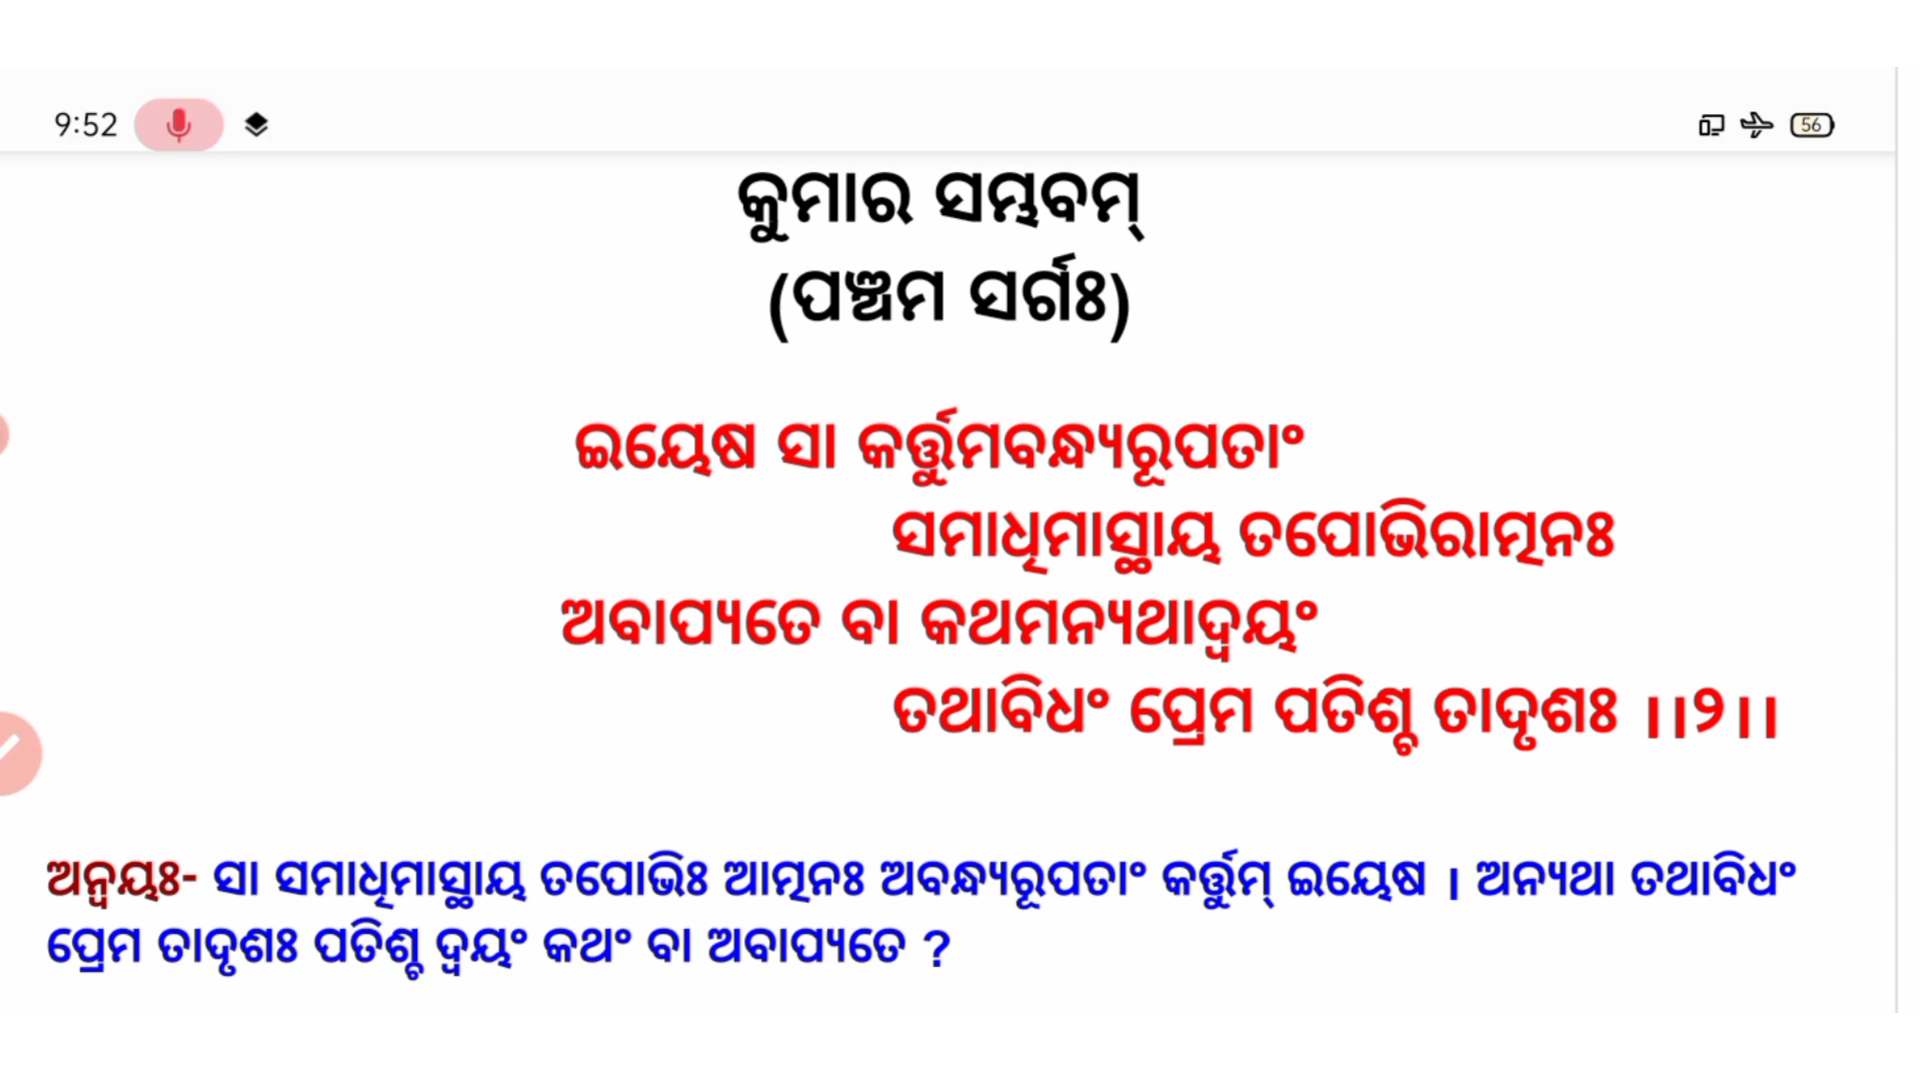 9:52
56
କୁମାର ସମ୍ଭବମ୍
(ପଞ୍ଚମ ସର୍ଗଃ)
ଇୟେଷ ସା କର୍ତ୍ତୁମବନ୍ଧ୍ୟରୂପତାଂ
ସମାଧିମାସ୍ଥାୟ ତପୋଭିରାତ୍ମନଃ
ଅବାପ୍ୟତେ ବା କଥମନ୍ୟଥାଦ୍ୱୟଂ
ତଥାବିଧଂ ପ୍ରେମ ପତିଶ୍ଚ ତାଦୃଶଃ ।।୨।।
ଅନ୍ୱୟଃ- ସା ସମାଧିମାସ୍ଥାୟ ତପୋଭିଃ ଆତ୍ମନଃ ଅବନ୍ଧ୍ୟରୂପତାଂ କର୍ତ୍ତୁମ୍ ଇୟେଷ । ଅନ୍ୟଥା ତଥାବିଧଂ
ପ୍ରେମ ତାଦୃଶଃ ପତିଶ୍ଚ ଦ୍ୱୟଂ କଥଂ ବା ଅବାପ୍ୟତେ ?